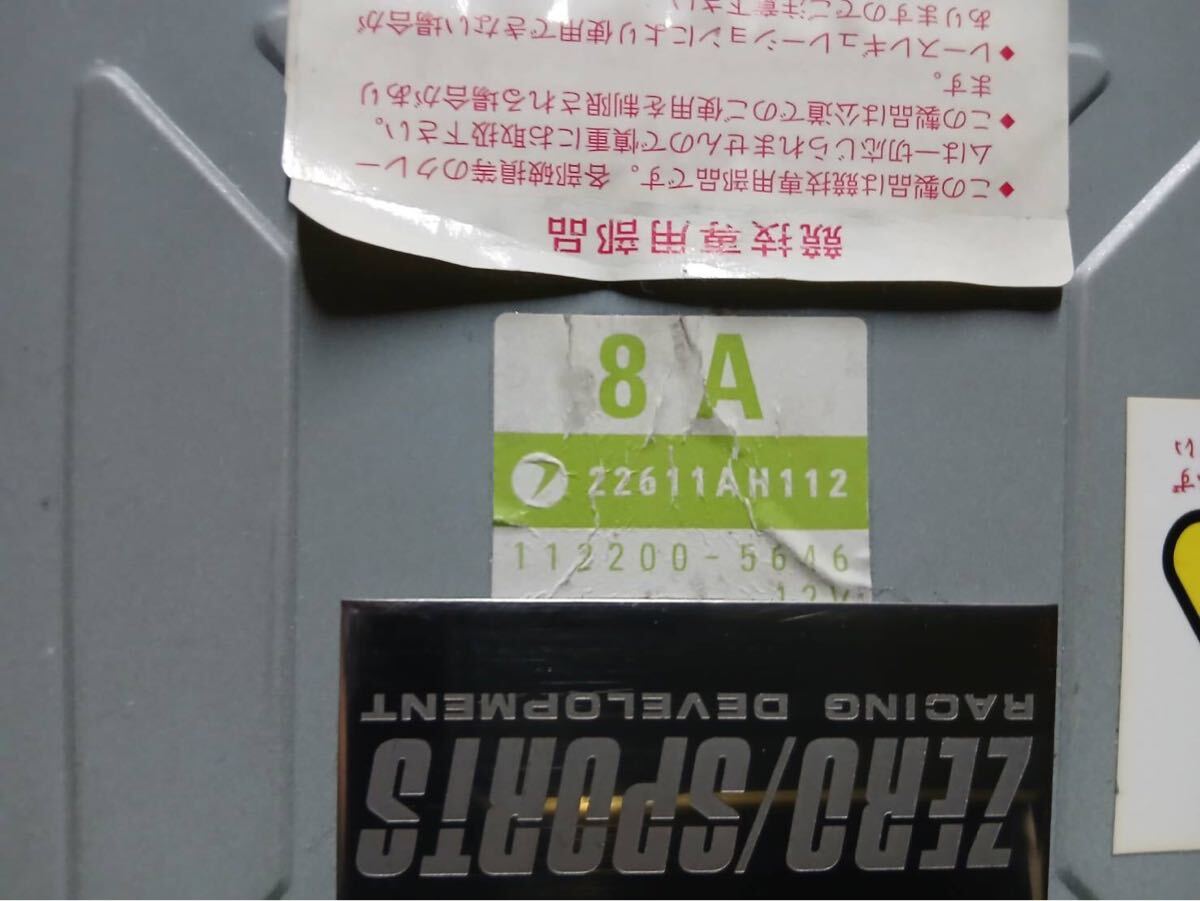 競技専用部品
◆この製品は競技専用部品です。各部破損等のクレー
ムは一切応じられませんので慎重にお取扱下さい。
◆この製品は公道でのご使用を制限される場合があり
ます。
◆レースレギュレーションにより使用できない場合が
ありますのでご注意下さい
8 A
22611AH112
112200-5646
12V
ZERO/SPORTS
RACING DEVELOPMENT